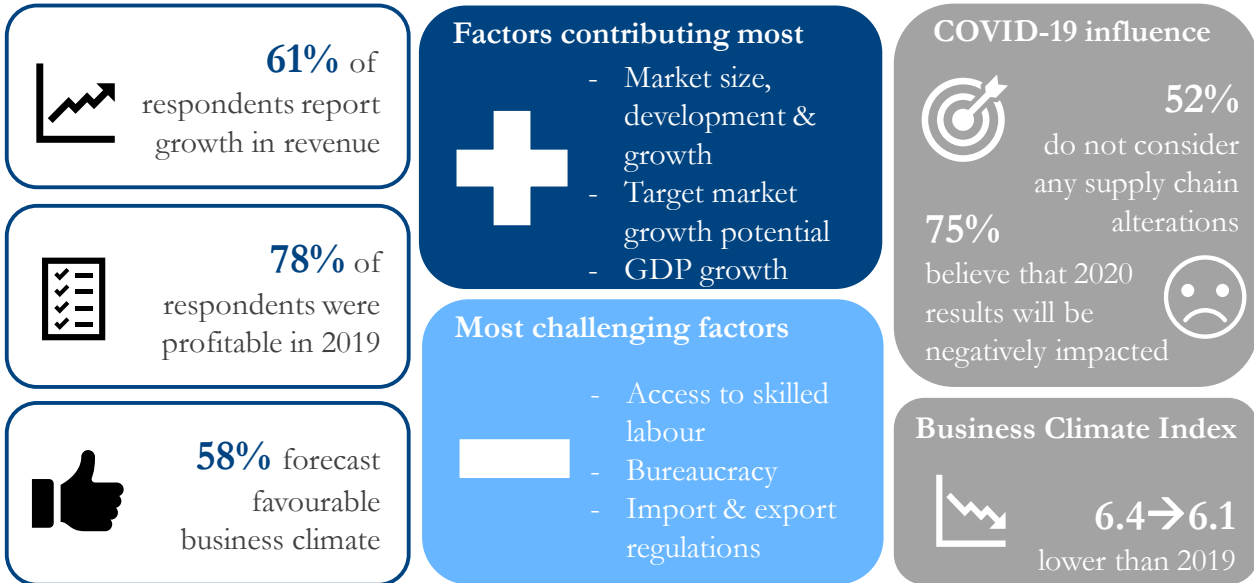 61% of
respondents report
growth in revenue
78% of
respondents were
profitable in 2019
58% forecast
favourable
business climate
Factors contributing most
- Market size,
development &
growth
- Target market
growth potential
- GDP growth
Most challenging factors
- Access to skilled
labour
- Bureaucracy
- Import & export
regulations
COVID-19 influence
52%
do not consider
any supply chain
alterations
75%
believe that 2020
results will be
negatively impacted
Business Climate Index
6.4→6.1
lower than 2019